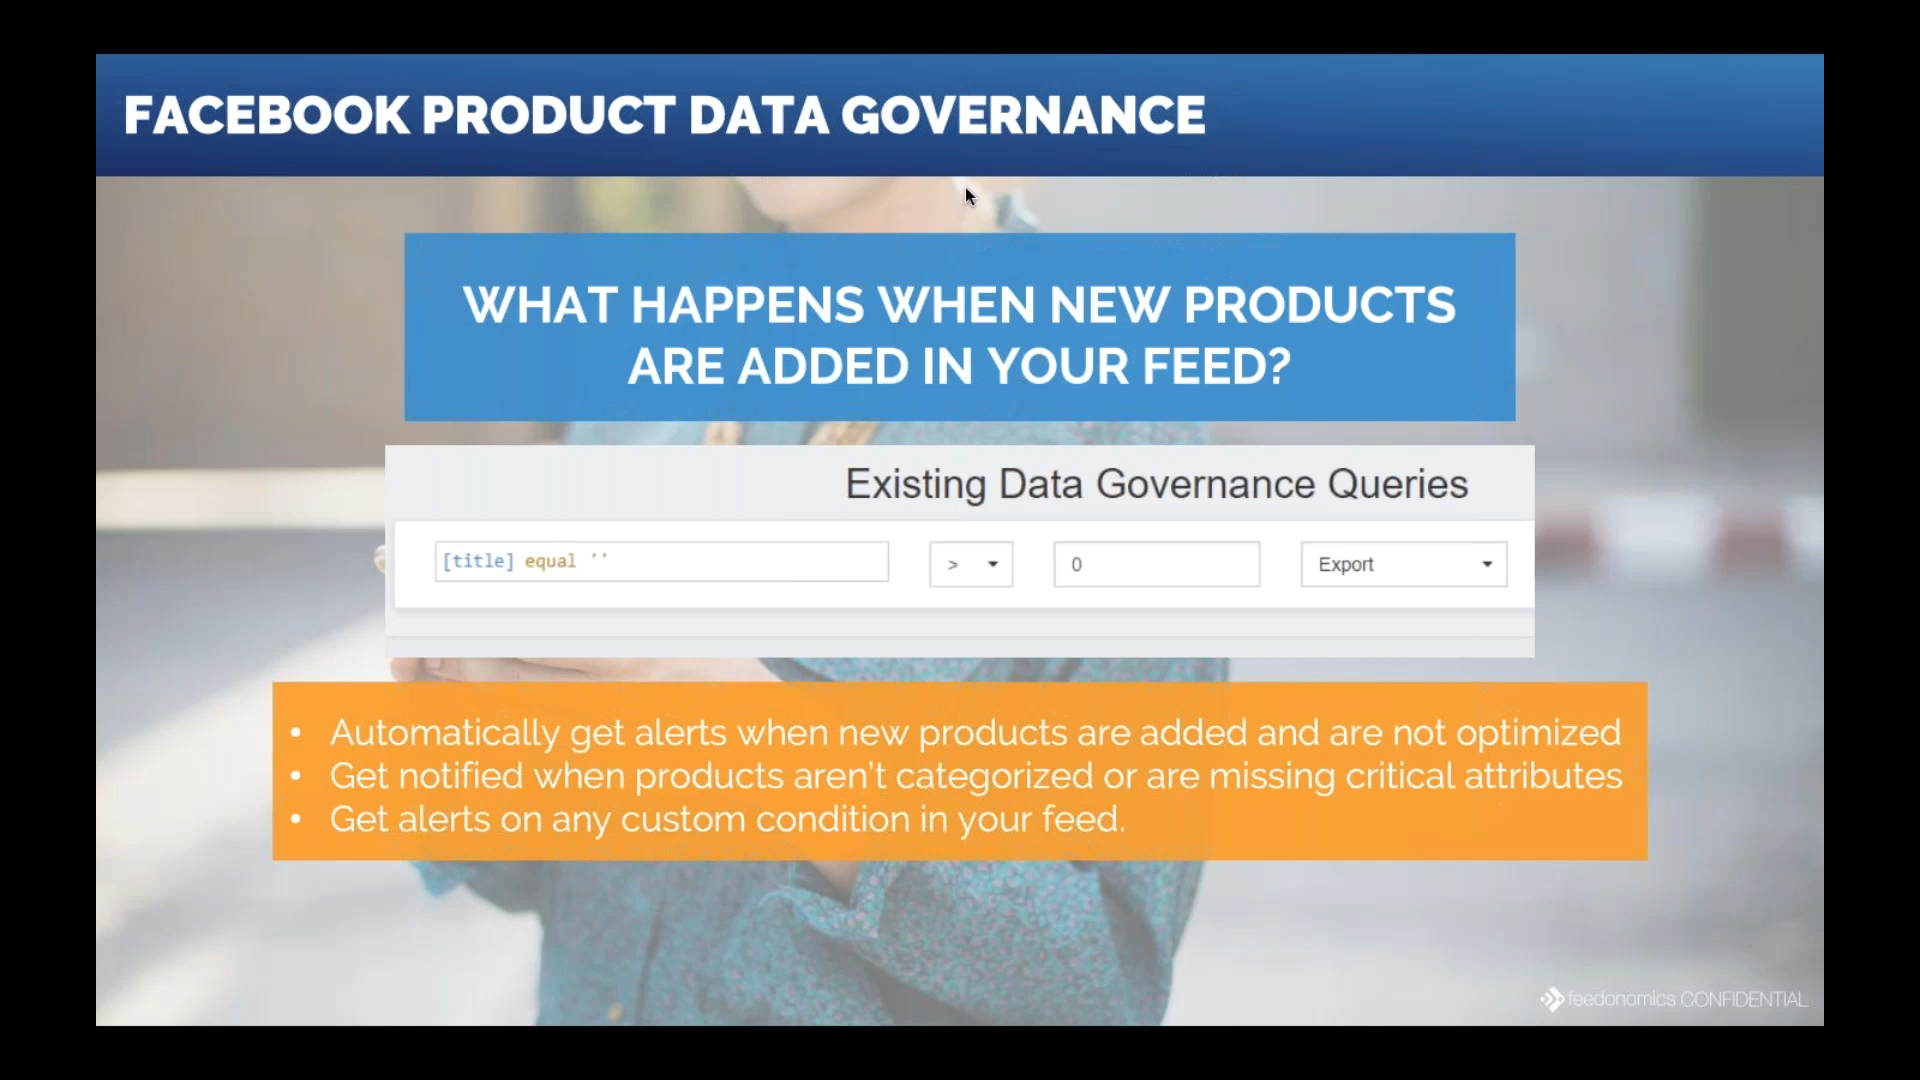 FACEBOOK PRODUCT DATA GOVERNANCE
WHAT HAPPENS WHEN NEW PRODUCTS
ARE ADDED IN YOUR FEED?
Existing Data Governance Queries
[title] equal '' > 0 Export
• Automatically get alerts when new products are added and are not optimized
• Get notified when products aren't categorized or are missing critical attributes
• Get alerts on any custom condition in your feed.
feedonomics CONFIDENTIAL